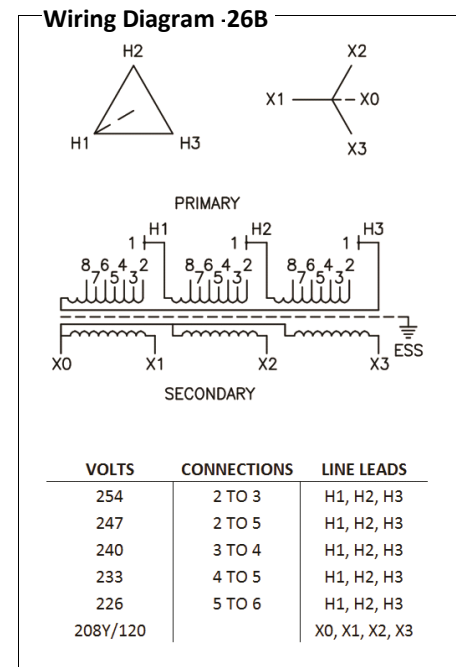 Wiring Diagram -26B
H2
X2
X1
X0
H1
H3
X3
PRIMARY
H1 H2 H3
1 1 1
8 7 6 5 4 3 2 8 7 6 5 4 3 2 8 7 6 5 4 3 2
ESS
X0 X1 X2 X3
SECONDARY
VOLTS CONNECTIONS LINE LEADS
254 2 TO 3 H1, H2, H3
247 2 TO 5 H1, H2, H3
240 3 TO 4 H1, H2, H3
233 4 TO 5 H1, H2, H3
226 5 TO 6 H1, H2, H3
208Y/120 X0, X1, X2, X3